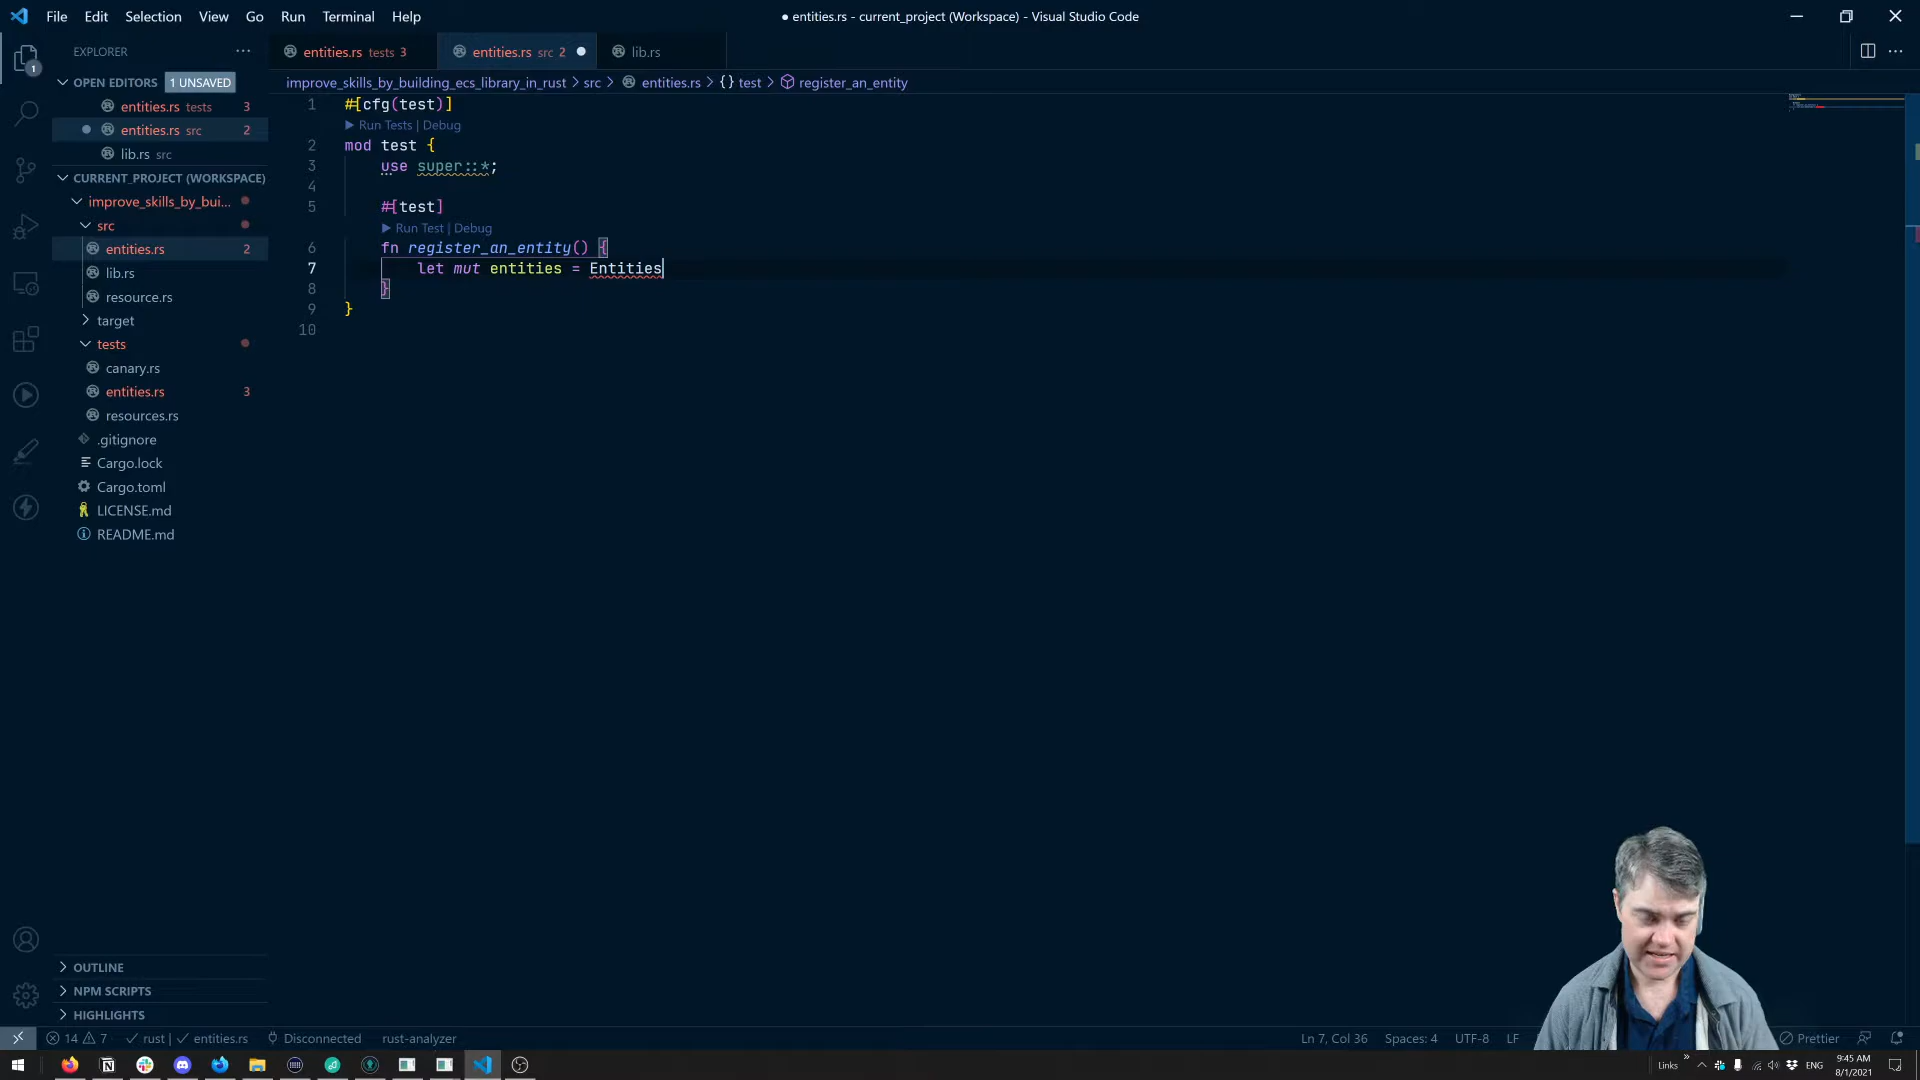 File Edit Selection View Go Run Terminal Help
● entities.rs - current_project (Workspace) - Visual Studio Code
EXPLORER
OPEN EDITORS 1 UNSAVED
entities.rs tests 3
entities.rs src 2
lib.rs src
CURRENT_PROJECT (WORKSPACE)
improve_skills_by_bui...
src
entities.rs 2
lib.rs
resource.rs
target
tests
canary.rs
entities.rs 3
resources.rs
.gitignore
Cargo.lock
Cargo.toml
LICENSE.md
README.md
OUTLINE
NPM SCRIPTS
HIGHLIGHTS
1
entities.rs tests 3
entities.rs src 2
lib.rs
improve_skills_by_building_ecs_library_in_rust > src > entities.rs > {} test > register_an_entity
1 #[cfg(test)]
Run Tests | Debug
2 mod test {
3 use super::*;
4
5 #[test]
Run Test | Debug
6 fn register_an_entity() {
7 let mut entities = Entities
8 }
9 }
10
14 7 rust | entities.rs Disconnected rust-analyzer
Ln 7, Col 36 Spaces: 4 UTF-8 LF Prettier
Links ENG 9:45 AM
8/1/2021